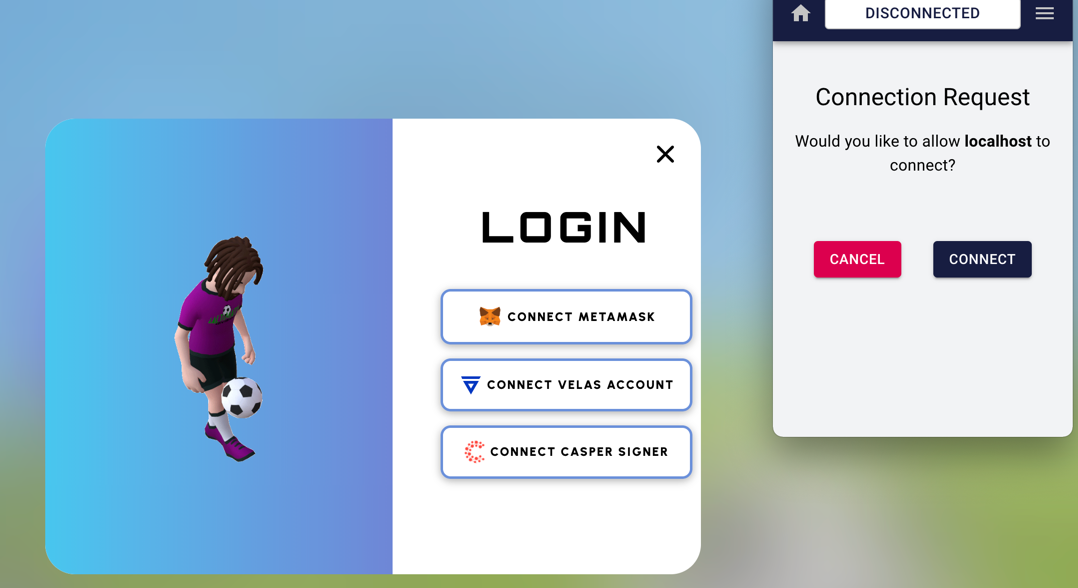 DISCONNECTED
Connection Request
Would you like to allow localhost to
connect?
CANCEL
CONNECT
LOGIN
CONNECT METAMASK
CONNECT VELAS ACCOUNT
CONNECT CASPER SIGNER